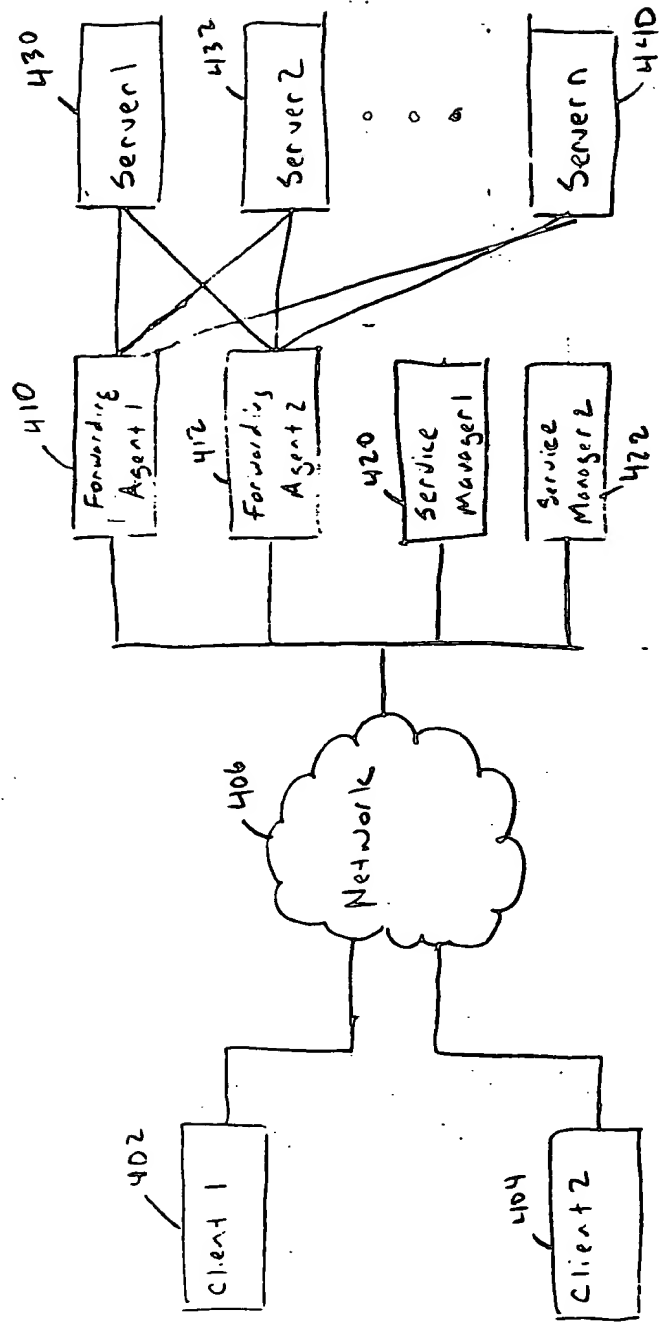 430
Server 1
432
Server 2
440
Server n
410
Forwarding
Agent 1
412
Forwarding
Agent 2
420
Service
Manager 1
Service
Manager 2
422
406
Network
402
Client 1
404
Client 2